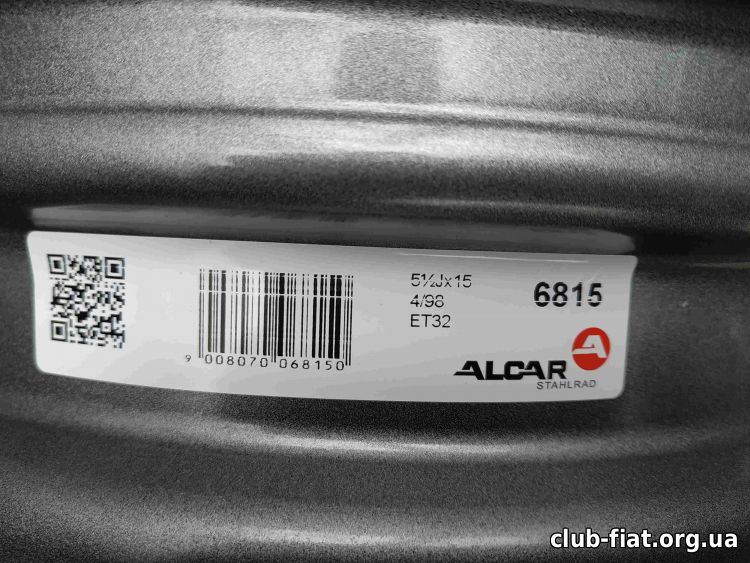 5½Jx15
4/98
ET32
6815
9 008070 068150
ALCAR
STAHLRAD
club-fiat.org.ua